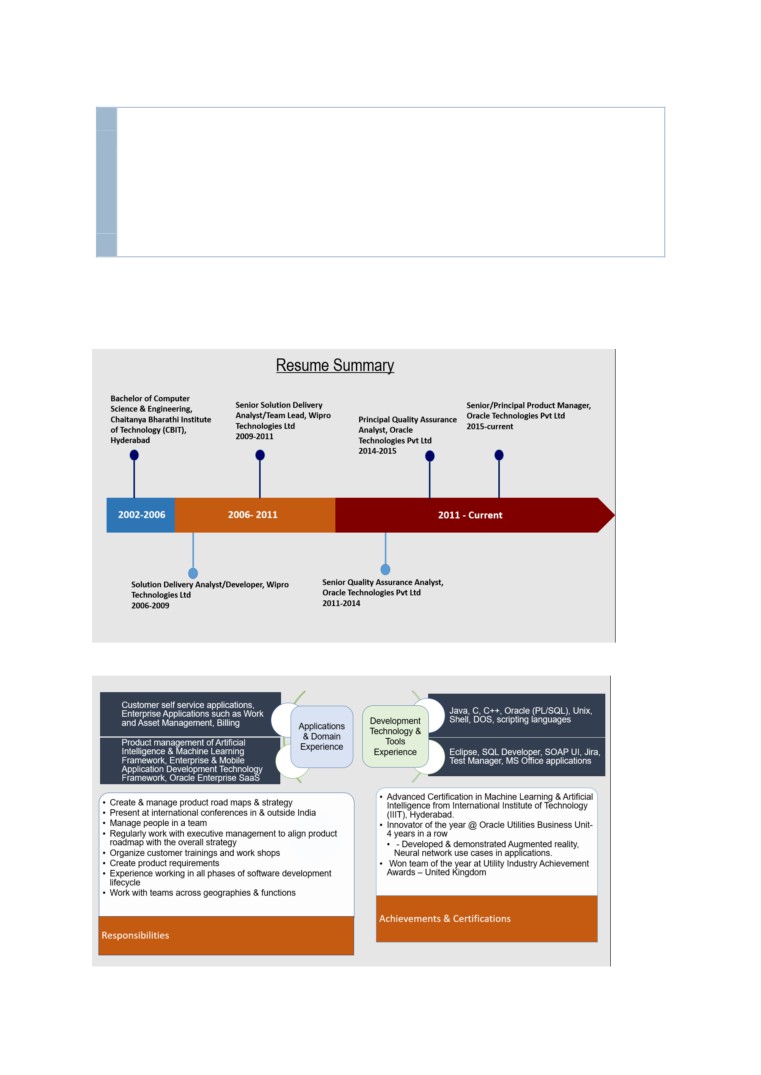 Resume Summary
Bachelor of Computer
Science & Engineering,
Chaitanya Bharathi Institute
of Technology (CBIT),
Hyderabad
Senior Solution Delivery
Analyst/Team Lead, Wipro
Technologies Ltd
2009-2011
Principal Quality Assurance
Analyst, Oracle
Technologies Pvt Ltd
2014-2015
Senior/Principal Product Manager,
Oracle Technologies Pvt Ltd
2015-current
2002-2006
2006- 2011
2011 - Current
Solution Delivery Analyst/Developer, Wipro
Technologies Ltd
2006-2009
Senior Quality Assurance Analyst,
Oracle Technologies Pvt Ltd
2011-2014
Customer self service applications,
Enterprise Applications such as Work
and Asset Management, Billing
Product management of Artificial
Intelligence & Machine Learning
Framework, Enterprise & Mobile
Application Development Technology
Framework, Oracle Enterprise SaaS
Applications
& Domain
Experience
Development
Technology &
Tools
Experience
Java, C, C++, Oracle (PL/SQL), Unix,
Shell, DOS, scripting languages
Eclipse, SQL Developer, SOAP UI, Jira,
Test Manager, MS Office applications
• Create & manage product road maps & strategy
• Present at international conferences in & outside India
• Manage people in a team
• Regularly work with executive management to align product
roadmap with the overall strategy
• Organize customer trainings and work shops
• Create product requirements
• Experience working in all phases of software development
lifecycle
• Work with teams across geographies & functions
Responsibilities
• Advanced Certification in Machine Learning & Artificial
Intelligence from International Institute of Technology
(IIIT), Hyderabad.
• Innovator of the year @ Oracle Utilities Business Unit-
4 years in a row
• - Developed & demonstrated Augmented reality,
Neural network use cases in applications.
• Won team of the year at Utility Industry Achievement
Awards – United Kingdom
Achievements & Certifications